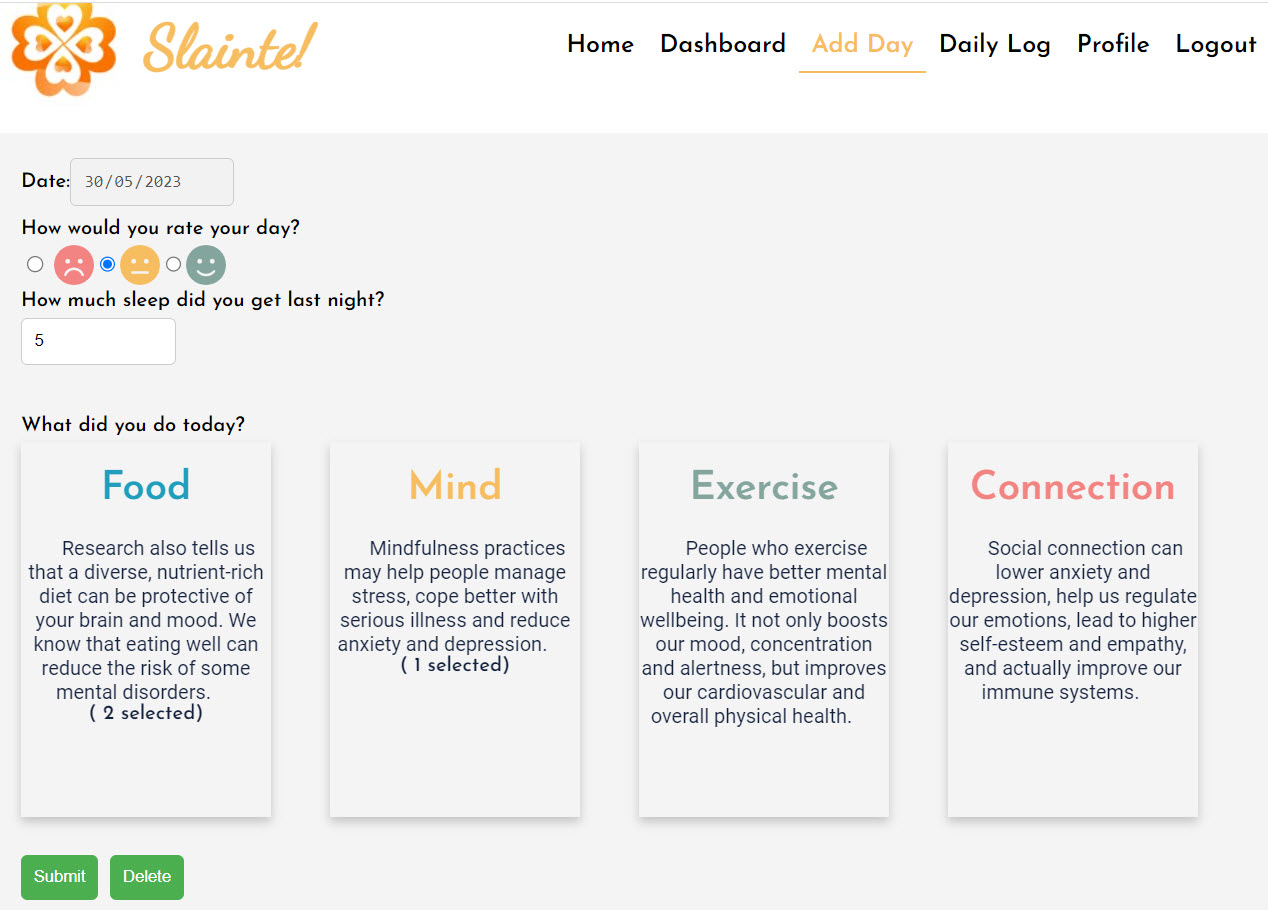 Slainte!
Home Dashboard Add Day Daily Log Profile Logout
Date: 30/05/2023
How would you rate your day?
How much sleep did you get last night?
5
What did you do today?
Food
Research also tells us
that a diverse, nutrient-rich
diet can be protective of
your brain and mood. We
know that eating well can
reduce the risk of some
mental disorders.
( 2 selected)
Mind
Mindfulness practices
may help people manage
stress, cope better with
serious illness and reduce
anxiety and depression.
( 1 selected)
Exercise
People who exercise
regularly have better mental
health and emotional
wellbeing. It not only boosts
our mood, concentration
and alertness, but improves
our cardiovascular and
overall physical health.
Connection
Social connection can
lower anxiety and
depression, help us regulate
our emotions, lead to higher
self-esteem and empathy,
and actually improve our
immune systems.
Submit Delete